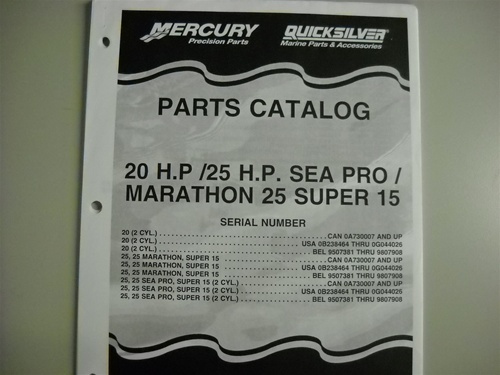 MERCURY QUICKSILVER
Precision Parts Marine Parts & Accessories
PARTS CATALOG
20 H.P /25 H.P. SEA PRO /
MARATHON 25 SUPER 15
SERIAL NUMBER
20 (2 CYL.) . . . . . . . . . . . . . . . . . . . . . . . . CAN 0A730007 AND UP
20 (2 CYL.) . . . . . . . . . . . . . . . . . . . . USA 0B238464 THRU 0G044026
20 (2 CYL.) . . . . . . . . . . . . . . . . . . . . . . BEL 9507381 THRU 9807908
25, 25 MARATHON, SUPER 15 . . . . . . . . . . . . . . . CAN 0A730007 AND UP
25, 25 MARATHON, SUPER 15 . . . . . . . . . . . USA 0B238464 THRU 0G044026
25, 25 MARATHON, SUPER 15 . . . . . . . . . . . . . BEL 9507381 THRU 9807908
25, 25 SEA PRO, SUPER 15 (2 CYL.) . . . . . . . . . . . CAN 0A730007 AND UP
25, 25 SEA PRO, SUPER 15 (2 CYL.) . . . . . . . USA 0B238464 THRU 0G044026
25, 25 SEA PRO, SUPER 15 (2 CYL.) . . . . . . . . . BEL 9507381 THRU 9807908